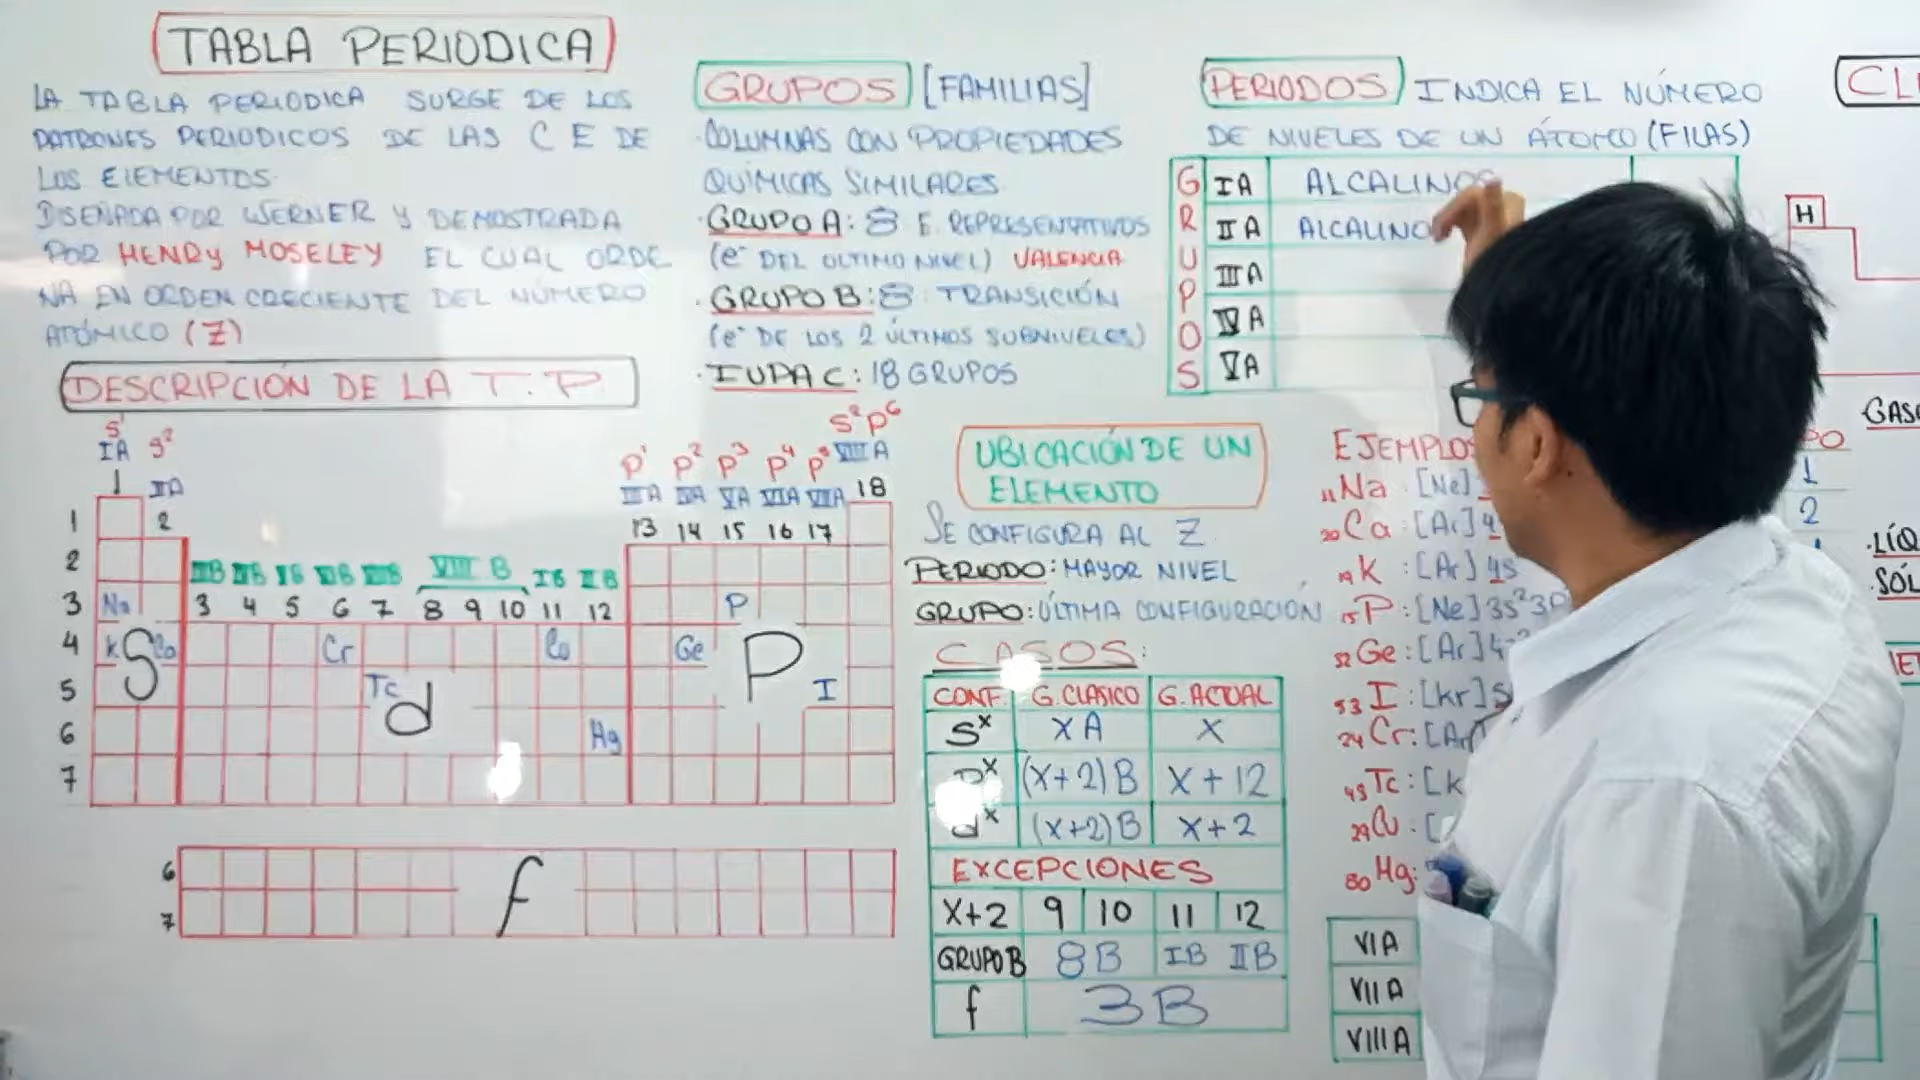 TABLA PERIODICA
LA TABLA PERIODICA SURGE DE LOS
PATRONES PERIODICOS DE LAS C E DE
LOS ELEMENTOS
DISEÑADA POR WERNER Y DEMOSTRADA
POR HENRY MOSELEY EL CUAL ORDE
NA EN ORDEN CRECIENTE DEL NÚMERO
ATÓMICO (Z)
DESCRIPCIÓN DE LA T.P
s¹ s² p¹ p² p³ p⁴ p⁵ s²p⁶
IA IIA IIIA IVA VA VIA VIIA VIIIA
1 2 13 14 15 16 17 18
IIIB IVB VB VIB VIIB VIII B IB IIB
3 4 5 6 7 8 9 10 11 12
1
2
3 Na P
4 K Ca Cr Ge
5 Tc I
6 Hg
7
S d P
6
7
f
GRUPOS [FAMILIAS]
·COLUMNAS CON PROPIEDADES
QUÍMICAS SIMILARES
·GRUPO A: 8 E. REPRESENTATIVOS
(e⁻ DEL ULTIMO NIVEL) VALENCIA
·GRUPO B: 8 TRANSICIÓN
(e⁻ DE LOS 2 ÚLTIMOS SUBNIVELES)
·IUPAC: 18 GRUPOS
UBICACIÓN DE UN
ELEMENTO
SE CONFIGURA AL Z
PERIODO: MAYOR NIVEL
GRUPO: ÚLTIMA CONFIGURACIÓN
CASOS:
CONF. G.CLASICO G.ACTUAL
Sˣ XA X
Pˣ (X+2)B X+12
dˣ (X+2)B X+2
EXCEPCIONES
X+2 9 10 11 12
GRUPO B 8B IB IIB
f 3B
PERIODOS INDICA EL NÚMERO
DE NIVELES DE UN ÁTOMO (FILAS)
GRUPOS
IA ALCALINOS
IIA ALCALINO
IIIA
IVA
VA
EJEMPLOS
₁₁Na: [Ne]
₂₀Ca: [Ar] 4
₁₉K: [Ar] 4s
₁₅P: [Ne] 3s²3p
₃₂Ge: [Ar] 4s²
₅₃I: [Kr] 5
₂₄Cr: [Ar]
₄₃Tc: [K
₂₉Cu: [
₈₀Hg:
PO
1
2
VIA
VIIA
VIIIA
H
·LÍQ
·SÓL